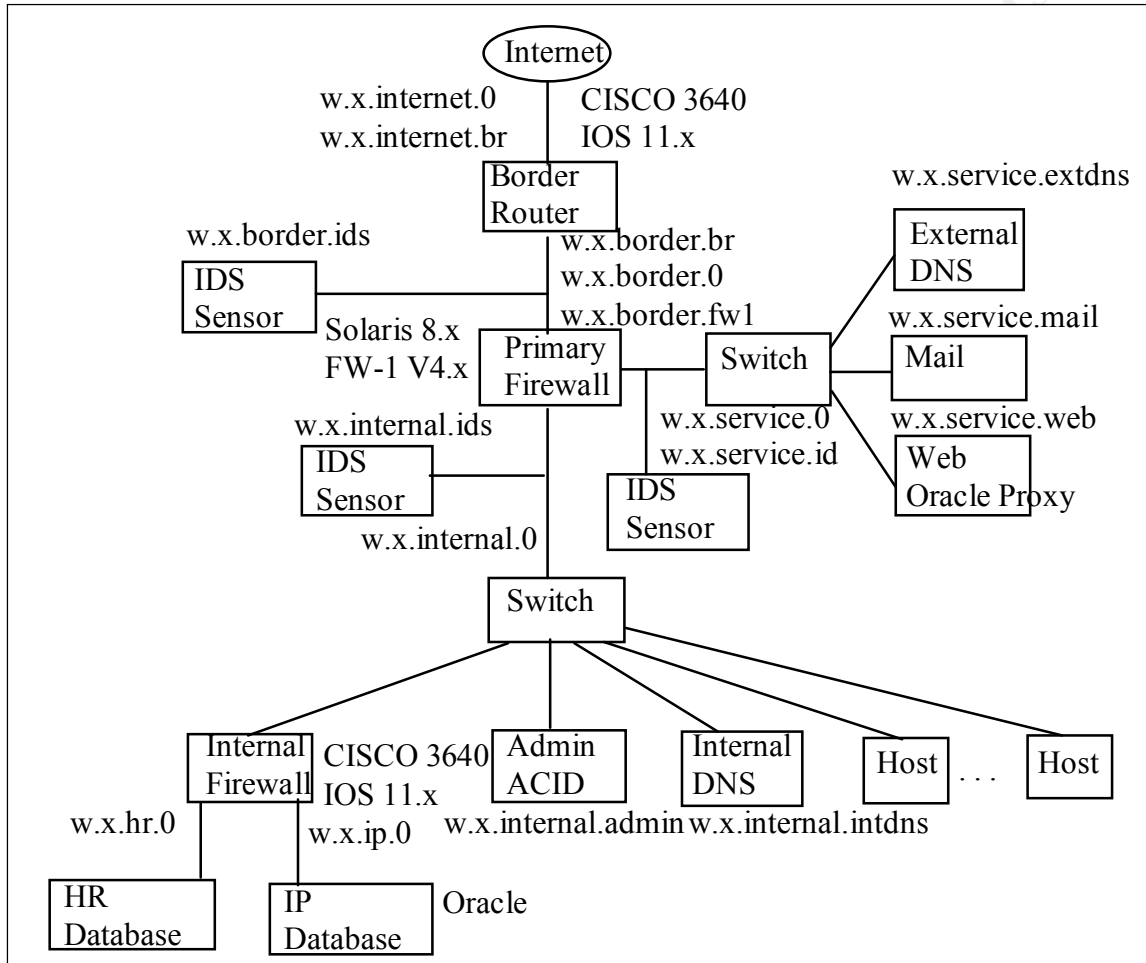 Internet
w.x.internet.0
w.x.internet.br
CISCO 3640
IOS 11.x
Border
Router
w.x.service.extdns
External
DNS
w.x.border.ids
IDS
Sensor
w.x.border.br
w.x.border.0
w.x.border.fw1
Solaris 8.x
FW-1 V4.x
Primary
Firewall
Switch
w.x.service.mail
Mail
w.x.service.web
Web
Oracle Proxy
w.x.service.0
w.x.service.id
IDS
Sensor
w.x.internal.ids
IDS
Sensor
w.x.internal.0
Switch
Internal
Firewall
CISCO 3640
IOS 11.x
Admin
ACID
Internal
DNS
Host
. . .
Host
w.x.hr.0
w.x.ip.0
w.x.internal.admin
w.x.internal.intdns
HR
Database
IP
Database
Oracle